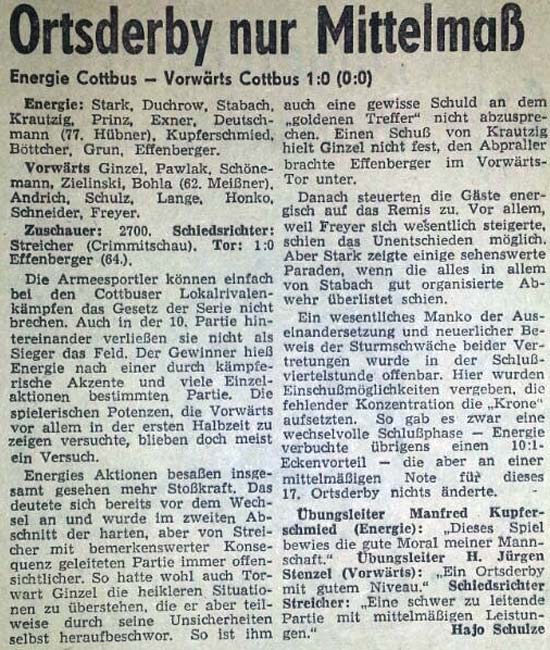 Ortsderby nur Mittelmaß
Energie Cottbus — Vorwärts Cottbus 1:0 (0:0)
Energie: Stark, Duchrow, Stabach,
Krautzig, Prinz, Exner, Deutsch-
mann (77. Hübner), Kupferschmied,
Böttcher, Grun, Effenberger.
Vorwärts Ginzel, Pawlak, Schöne-
mann, Zielinski, Bohla (62. Meißner),
Andrich, Schulz, Lange, Honko,
Schneider, Freyer.
Zuschauer: 2700. Schiedsrichter:
Streicher (Crimmitschau). Tor: 1:0
Effenberger (64.).
Die Armeesportler können einfach
bei den Cottbuser Lokalrivalen-
kämpfen das Gesetz der Serie nicht
brechen. Auch in der 10. Partie hin-
tereinander verließen sie nicht als
Sieger das Feld. Der Gewinner hieß
Energie nach einer durch kämpfe-
rische Akzente und viele Einzel-
aktionen bestimmten Partie. Die
spielerischen Potenzen, die Vorwärts
vor allem in der ersten Halbzeit zu
zeigen versuchte, blieben doch meist
ein Versuch.
Energies Aktionen besaßen insge-
samt gesehen mehr Stoßkraft. Das
deutete sich bereits vor dem Wech-
sel an und wurde im zweiten Ab-
schnitt der harten, aber von Strei-
cher mit bemerkenswerter Konse-
quenz geleiteten Partie immer offen-
sichtlicher. So hatte wohl auch Tor-
wart Ginzel die heikleren Situatio-
nen zu überstehen, die er aber teil-
weise durch seine Unsicherheiten
selbst heraufbeschwor. So ist ihm
auch eine gewisse Schuld an dem
„goldenen Treffer" nicht abzuspre-
chen. Einen Schuß von Krautzig
hielt Ginzel nicht fest, den Abpraller
brachte Effenberger im Vorwärts-
Tor unter.
Danach steuerten die Gäste ener-
gisch auf das Remis zu. Vor allem,
weil Freyer sich wesentlich steigerte,
schien das Unentschieden möglich.
Aber Stark zeigte einige sehenswerte
Paraden, wenn die alles in allem
von Stabach gut organisierte Ab-
wehr überlistet schien.
Ein wesentliches Manko der Aus-
einandersetzung und neuerlicher Be-
weis der Sturmschwäche beider Ver-
tretungen wurde in der Schluß-
viertelstunde offenbar. Hier wurden
Einschußmöglichkeiten vergeben, die
fehlender Konzentration die „Krone"
aufsetzten. So gab es zwar eine
wechselvolle Schlußphase — Energie
verbuchte übrigens einen 10:1-
Eckenvorteil — die aber an einer
mittelmäßigen Note für dieses
17. Ortsderby nichts änderte.
Übungsleiter Manfred Kupfer-
schmied (Energie): „Dieses Spiel
bewies die gute Moral meiner Mann-
schaft." Übungsleiter H. Jürgen
Stenzel (Vorwärts): „Ein Ortsderby
mit gutem Niveau." Schiedsrichter
Streicher: „Eine schwer zu leitende
Partie mit mittelmäßigen Leistun-
gen." Hajo Schulze